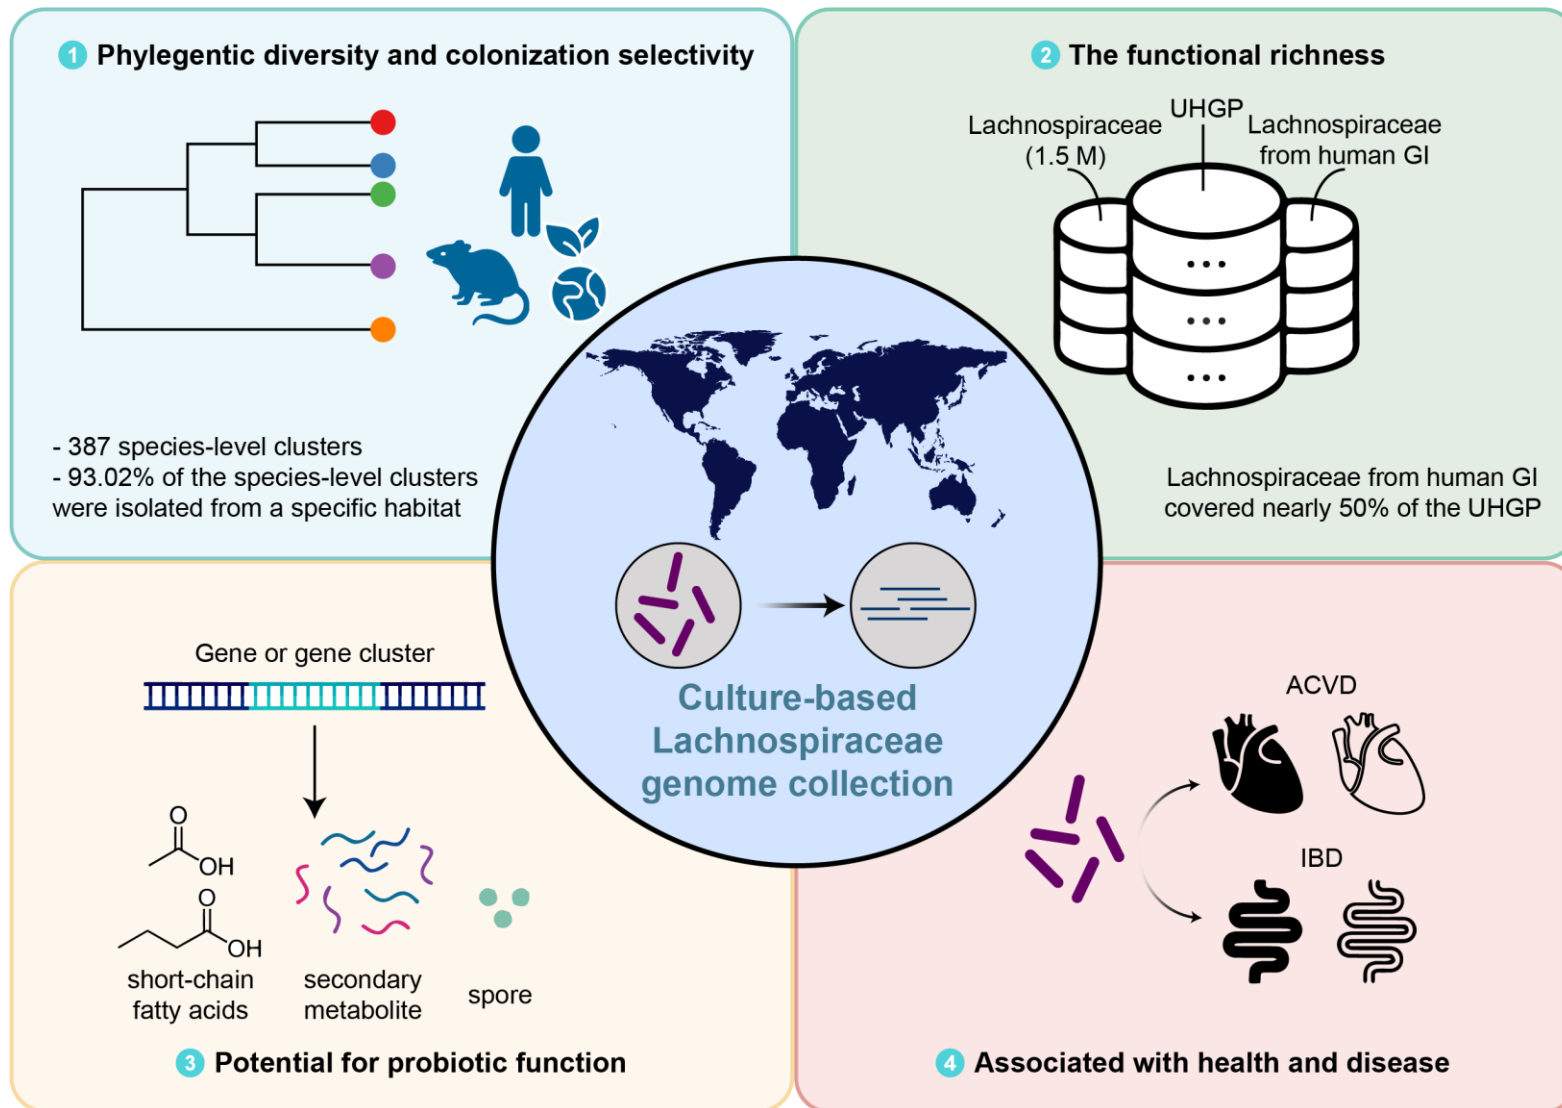 1 Phylegentic diversity and colonization selectivity
- 387 species-level clusters
- 93.02% of the species-level clusters
were isolated from a specific habitat
2 The functional richness
UHGP
Lachnospiraceae
(1.5 M)
Lachnospiraceae
from human GI
Lachnospiraceae from human GI
covered nearly 50% of the UHGP
Culture-based
Lachnospiraceae
genome collection
Gene or gene cluster
O
OH
O
OH
short-chain
fatty acids
secondary
metabolite
spore
3 Potential for probiotic function
ACVD
IBD
4 Associated with health and disease